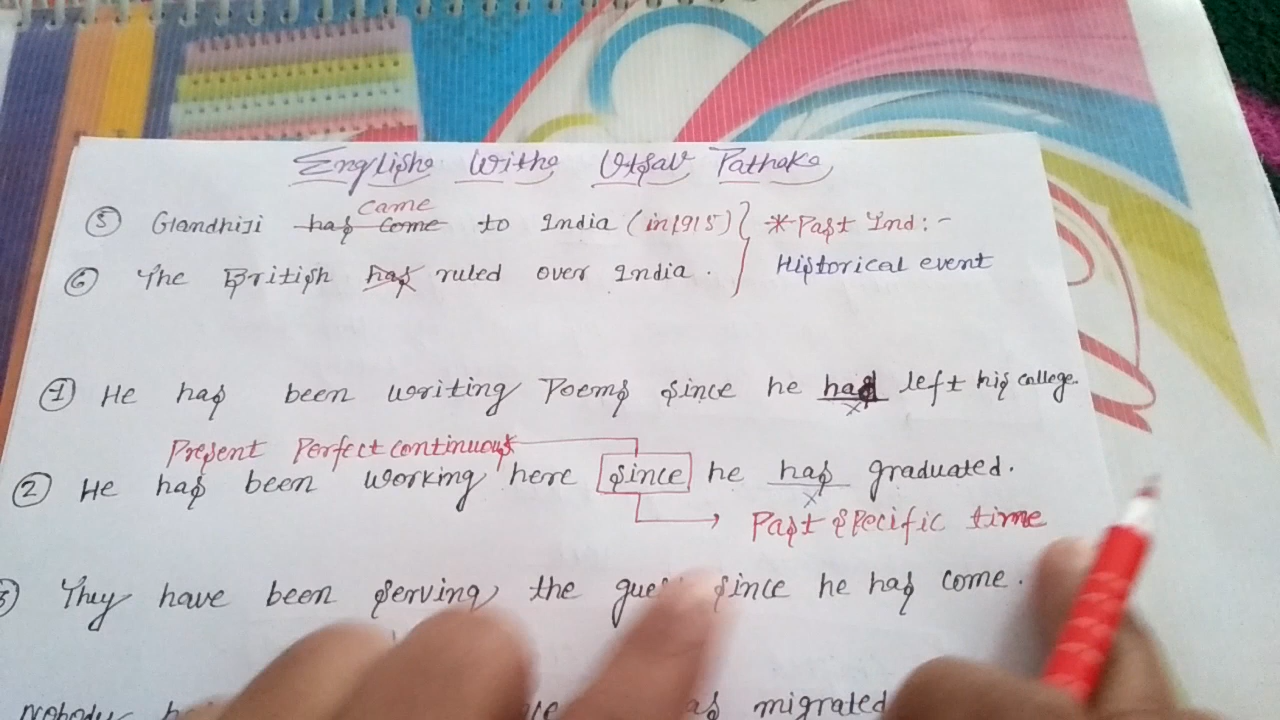 English With Utsav Pathak
⑤ Gandhiji has come came to India (in 1915) } * Past Ind:-
⑥ The British has ruled over India. Historical event
① He has been writing Poems since he had left his college.
Present Perfect continuous
② He has been working here since he has graduated.
x
Past specific time
They have been serving the since he has come.
migrated